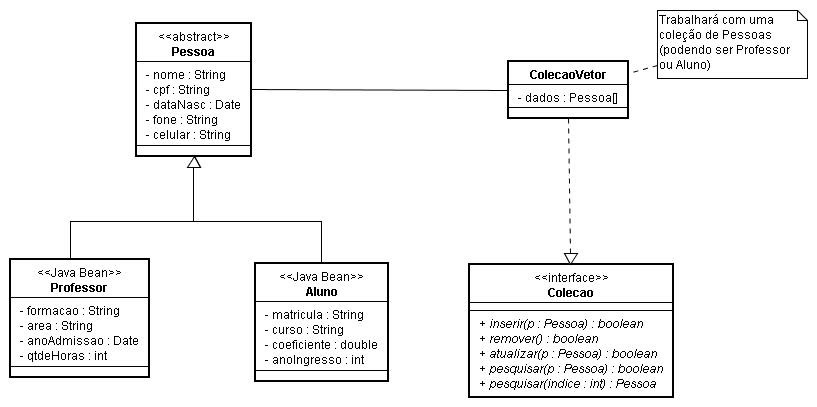 <<abstract>>
Pessoa
- nome : String
- cpf : String
- dataNasc : Date
- fone : String
- celular : String
ColecaoVetor
- dados : Pessoa[]
Trabalhará com uma
coleção de Pessoas
(podendo ser Professor
ou Aluno)
<<Java Bean>>
Professor
- formacao : String
- area : String
- anoAdmissao : Date
- qtdeHoras : int
<<Java Bean>>
Aluno
- matricula : String
- curso : String
- coeficiente : double
- anoIngresso : int
<<interface>>
Colecao
+ inserir(p : Pessoa) : boolean
+ remover() : boolean
+ atualizar(p : Pessoa) : boolean
+ pesquisar(p : Pessoa) : boolean
+ pesquisar(indice : int) : Pessoa